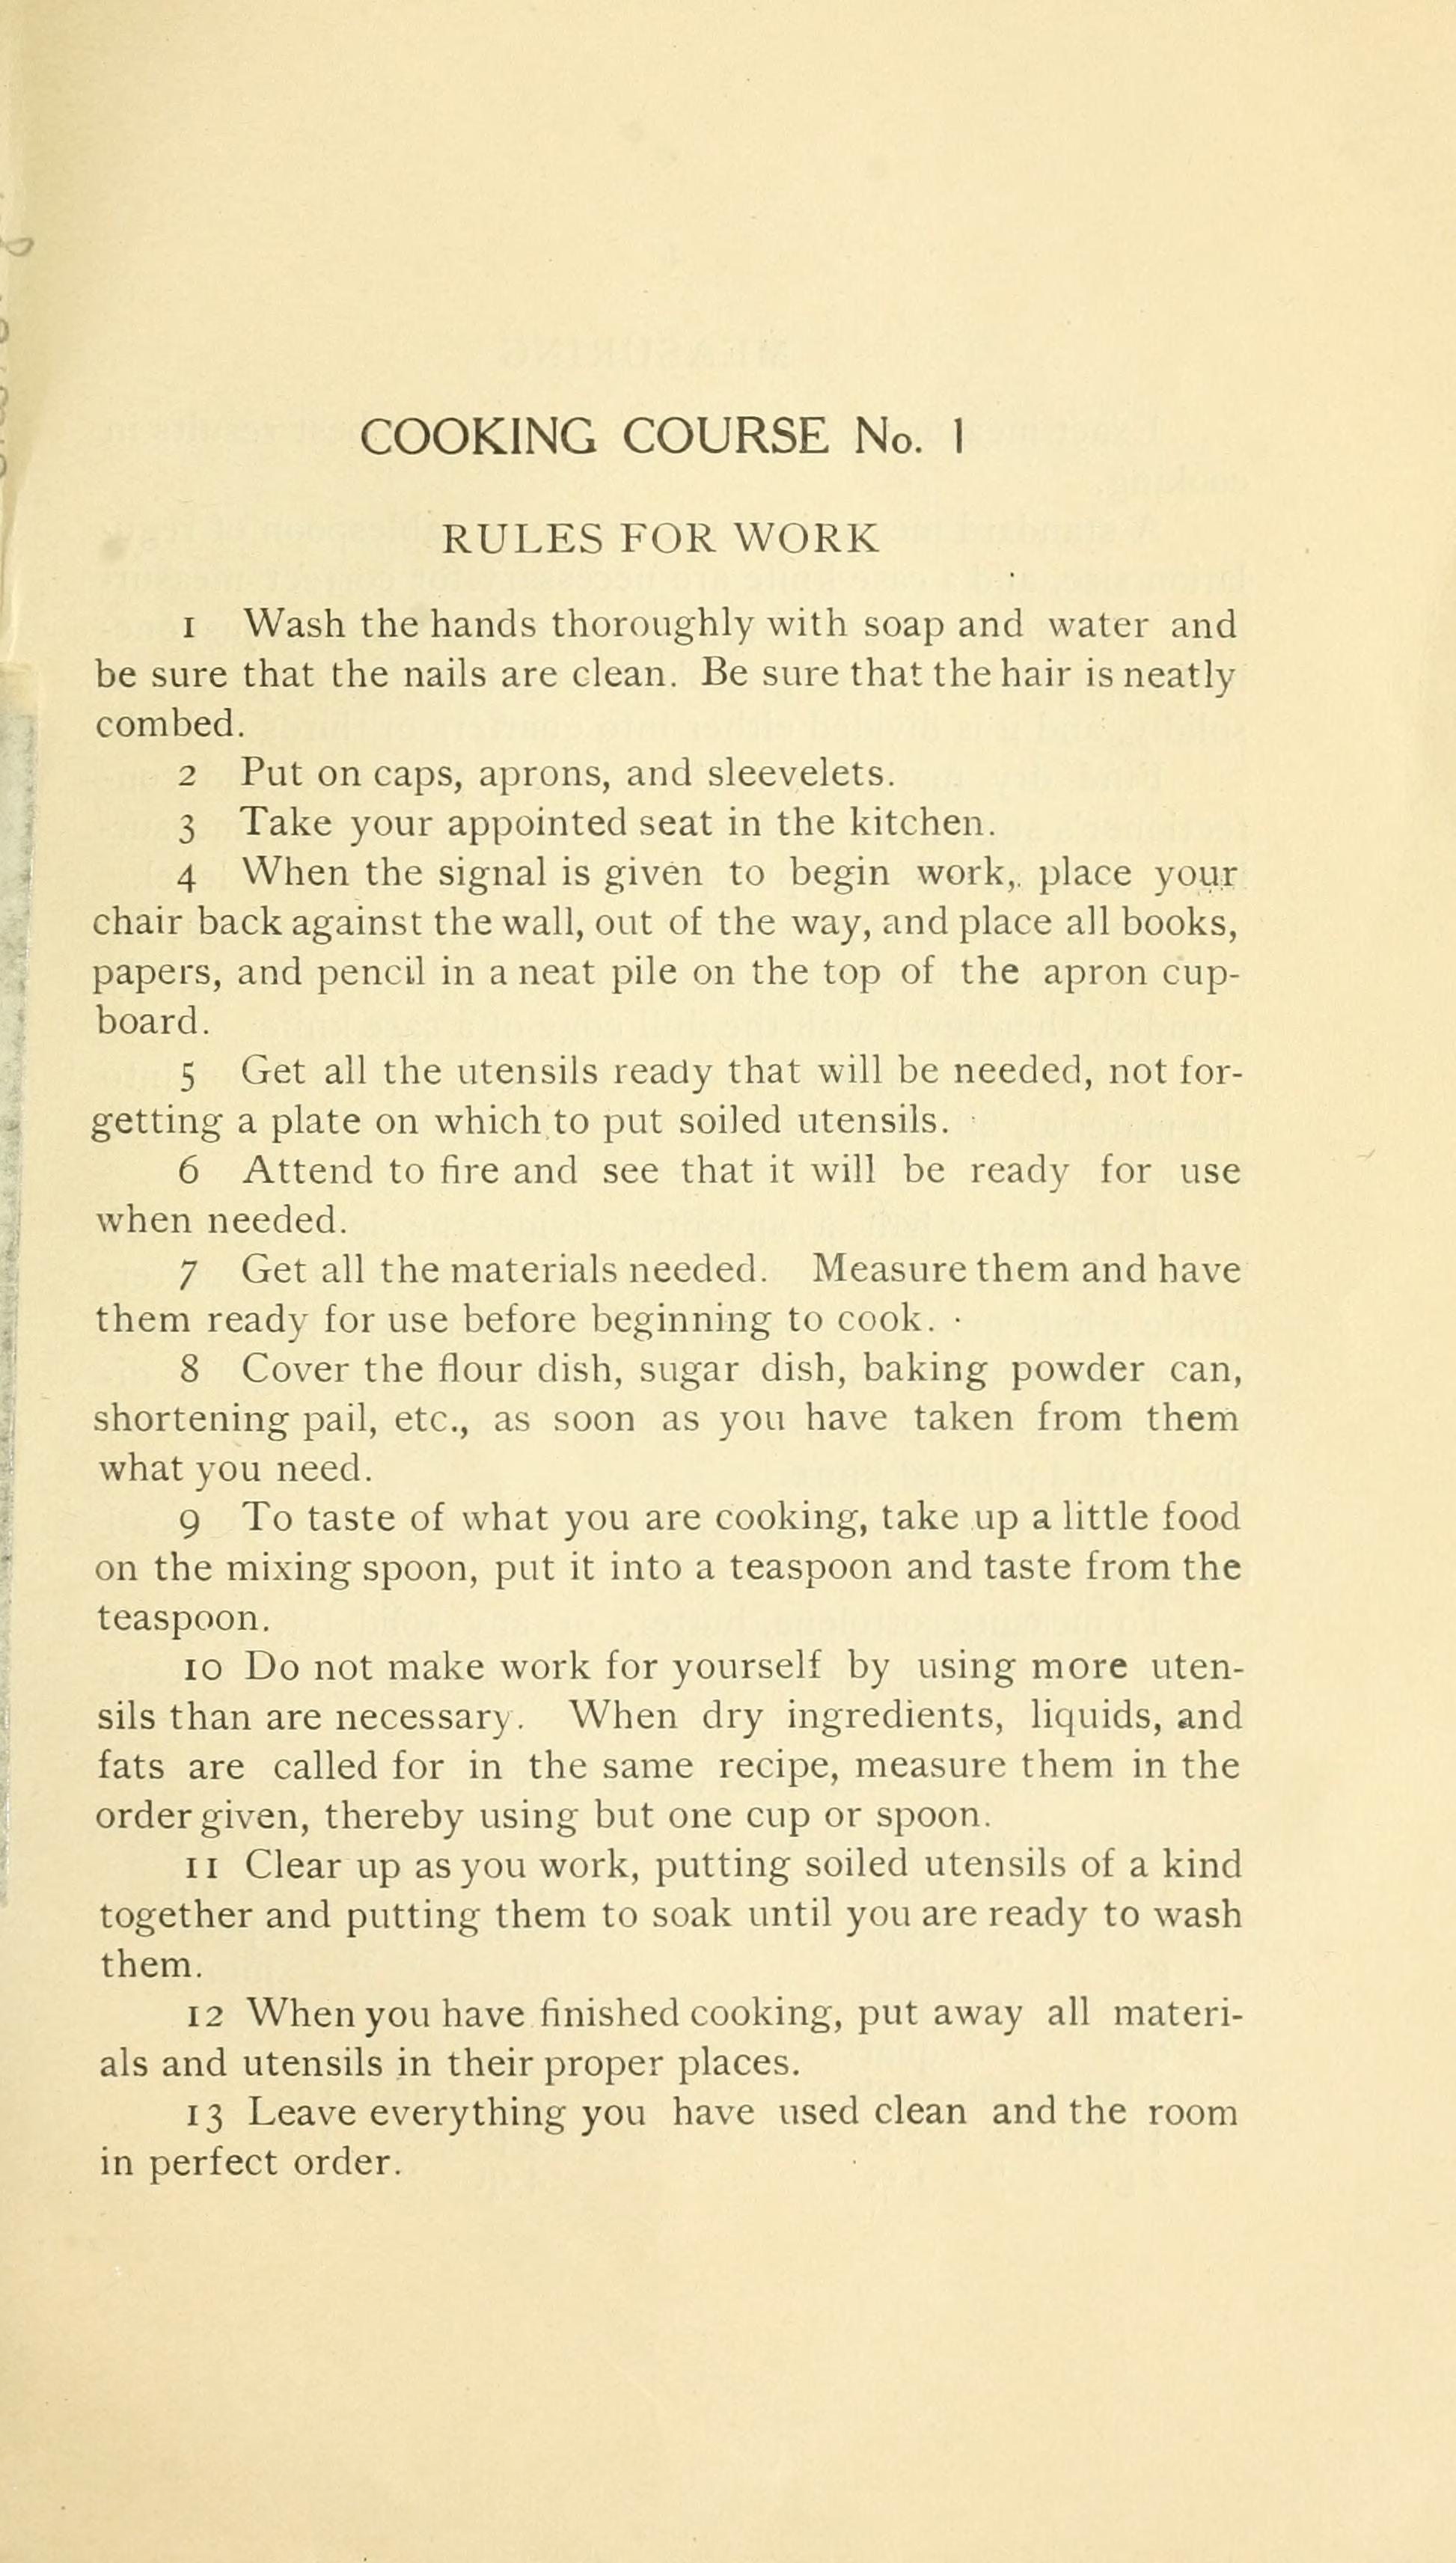 COOKING COURSE No. 1
RULES FOR WORK
1 Wash the hands thoroughly with soap and water and
be sure that the nails are clean. Be sure that the hair is neatly
combed.
2 Put on caps, aprons, and sleevelets.
3 Take your appointed seat in the kitchen.
4 When the signal is given to begin work, place your
chair back against the wall, out of the way, and place all books,
papers, and pencil in a neat pile on the top of the apron cup-
board.
5 Get all the utensils ready that will be needed, not for-
getting a plate on which to put soiled utensils.
6 Attend to fire and see that it will be ready for use
when needed.
7 Get all the materials needed. Measure them and have
them ready for use before beginning to cook.
8 Cover the flour dish, sugar dish, baking powder can,
shortening pail, etc., as soon as you have taken from them
what you need.
9 To taste of what you are cooking, take up a little food
on the mixing spoon, put it into a teaspoon and taste from the
teaspoon.
10 Do not make work for yourself by using more uten-
sils than are necessary. When dry ingredients, liquids, and
fats are called for in the same recipe, measure them in the
order given, thereby using but one cup or spoon.
11 Clear up as you work, putting soiled utensils of a kind
together and putting them to soak until you are ready to wash
them.
12 When you have finished cooking, put away all materi-
als and utensils in their proper places.
13 Leave everything you have used clean and the room
in perfect order.